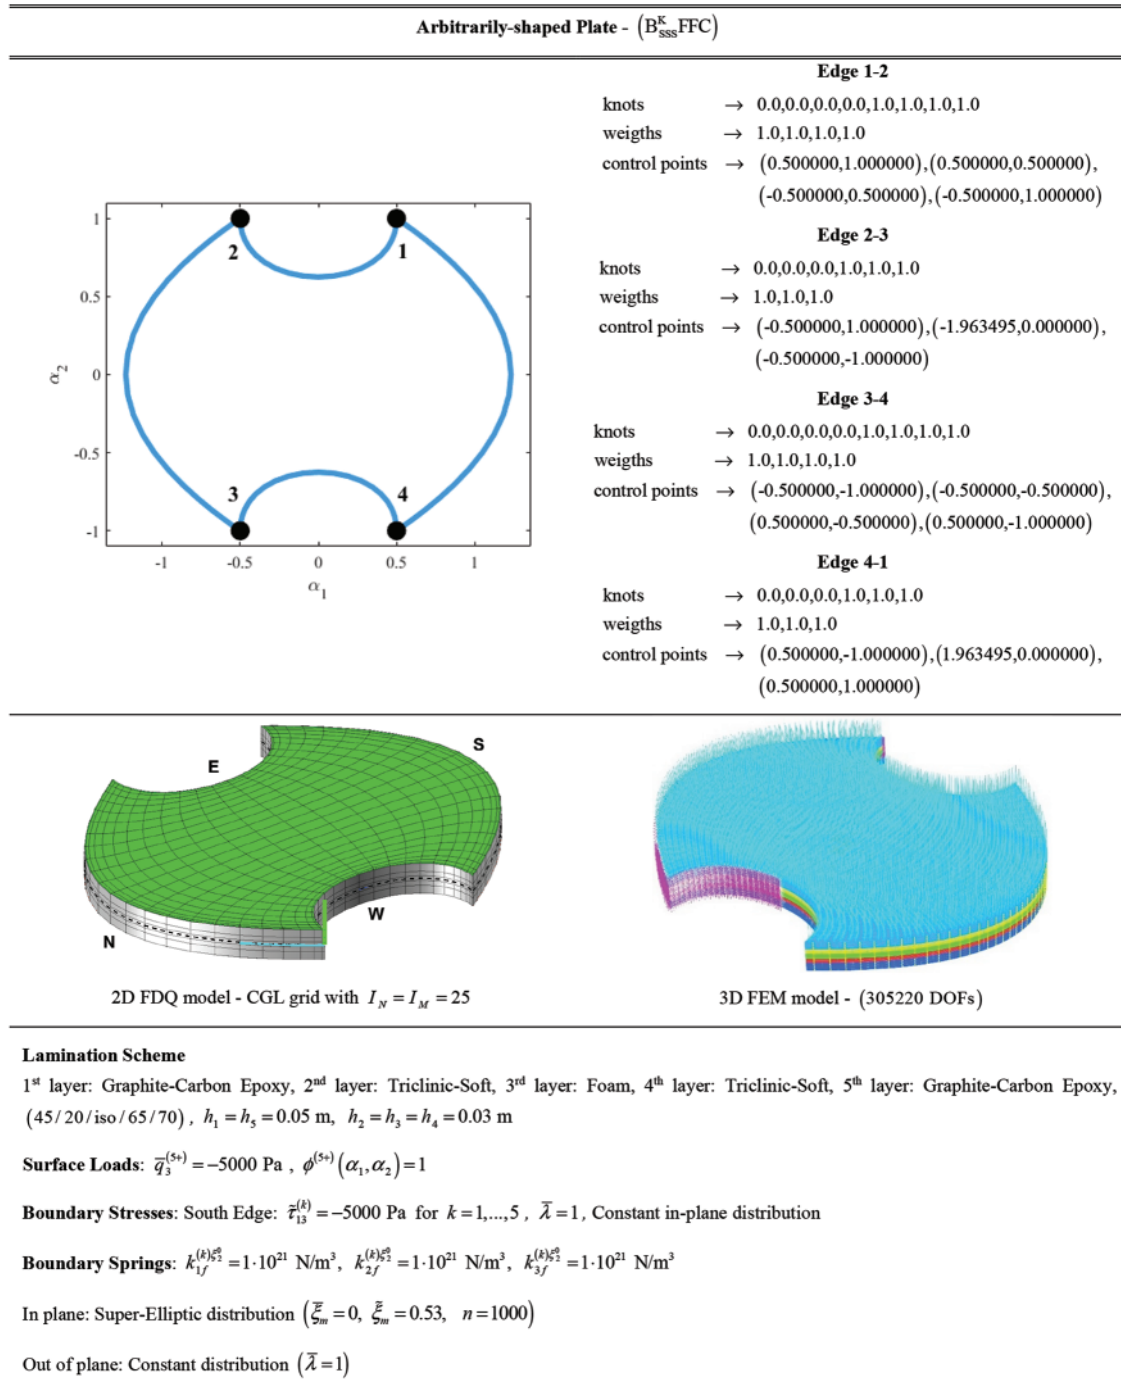 Arbitrarily-shaped Plate - (B^K_sss FFC)
Edge 1-2
knots → 0.0,0.0,0.0,0.0,1.0,1.0,1.0,1.0
weigths → 1.0,1.0,1.0,1.0
control points → (0.500000,1.000000),(0.500000,0.500000),
(-0.500000,0.500000),(-0.500000,1.000000)
Edge 2-3
knots → 0.0,0.0,0.0,1.0,1.0,1.0
weigths → 1.0,1.0,1.0
control points → (-0.500000,1.000000),(-1.963495,0.000000),
(-0.500000,-1.000000)
Edge 3-4
knots → 0.0,0.0,0.0,0.0,1.0,1.0,1.0,1.0
weigths → 1.0,1.0,1.0,1.0
control points → (-0.500000,-1.000000),(-0.500000,-0.500000),
(0.500000,-0.500000),(0.500000,-1.000000)
Edge 4-1
knots → 0.0,0.0,0.0,1.0,1.0,1.0
weigths → 1.0,1.0,1.0
control points → (0.500000,-1.000000),(1.963495,0.000000),
(0.500000,1.000000)
1
0.5
0
-0.5
-1
α₂
2
1
3
4
-1 -0.5 0 0.5 1
α₁
E
S
N
W
2D FDQ model - CGL grid with I_N = I_M = 25
3D FEM model - (305220 DOFs)
Lamination Scheme
1st layer: Graphite-Carbon Epoxy, 2nd layer: Triclinic-Soft, 3rd layer: Foam, 4th layer: Triclinic-Soft, 5th layer: Graphite-Carbon Epoxy,
(45/20/iso/65/70), h₁ = h₅ = 0.05 m, h₂ = h₃ = h₄ = 0.03 m
Surface Loads: q̄₃^(5+) = −5000 Pa , ϕ^(5+)(α₁,α₂) = 1
Boundary Stresses: South Edge: τ̃₁₃^(k) = −5000 Pa for k = 1,...,5 , λ̄ = 1, Constant in-plane distribution
Boundary Springs: k_1f^(k)ξ₂⁰ = 1·10²¹ N/m³, k_2f^(k)ξ₂⁰ = 1·10²¹ N/m³, k_3f^(k)ξ₂⁰ = 1·10²¹ N/m³
In plane: Super-Elliptic distribution (ξ̄_m = 0, ξ̃_m = 0.53, n = 1000)
Out of plane: Constant distribution (λ̄ = 1)